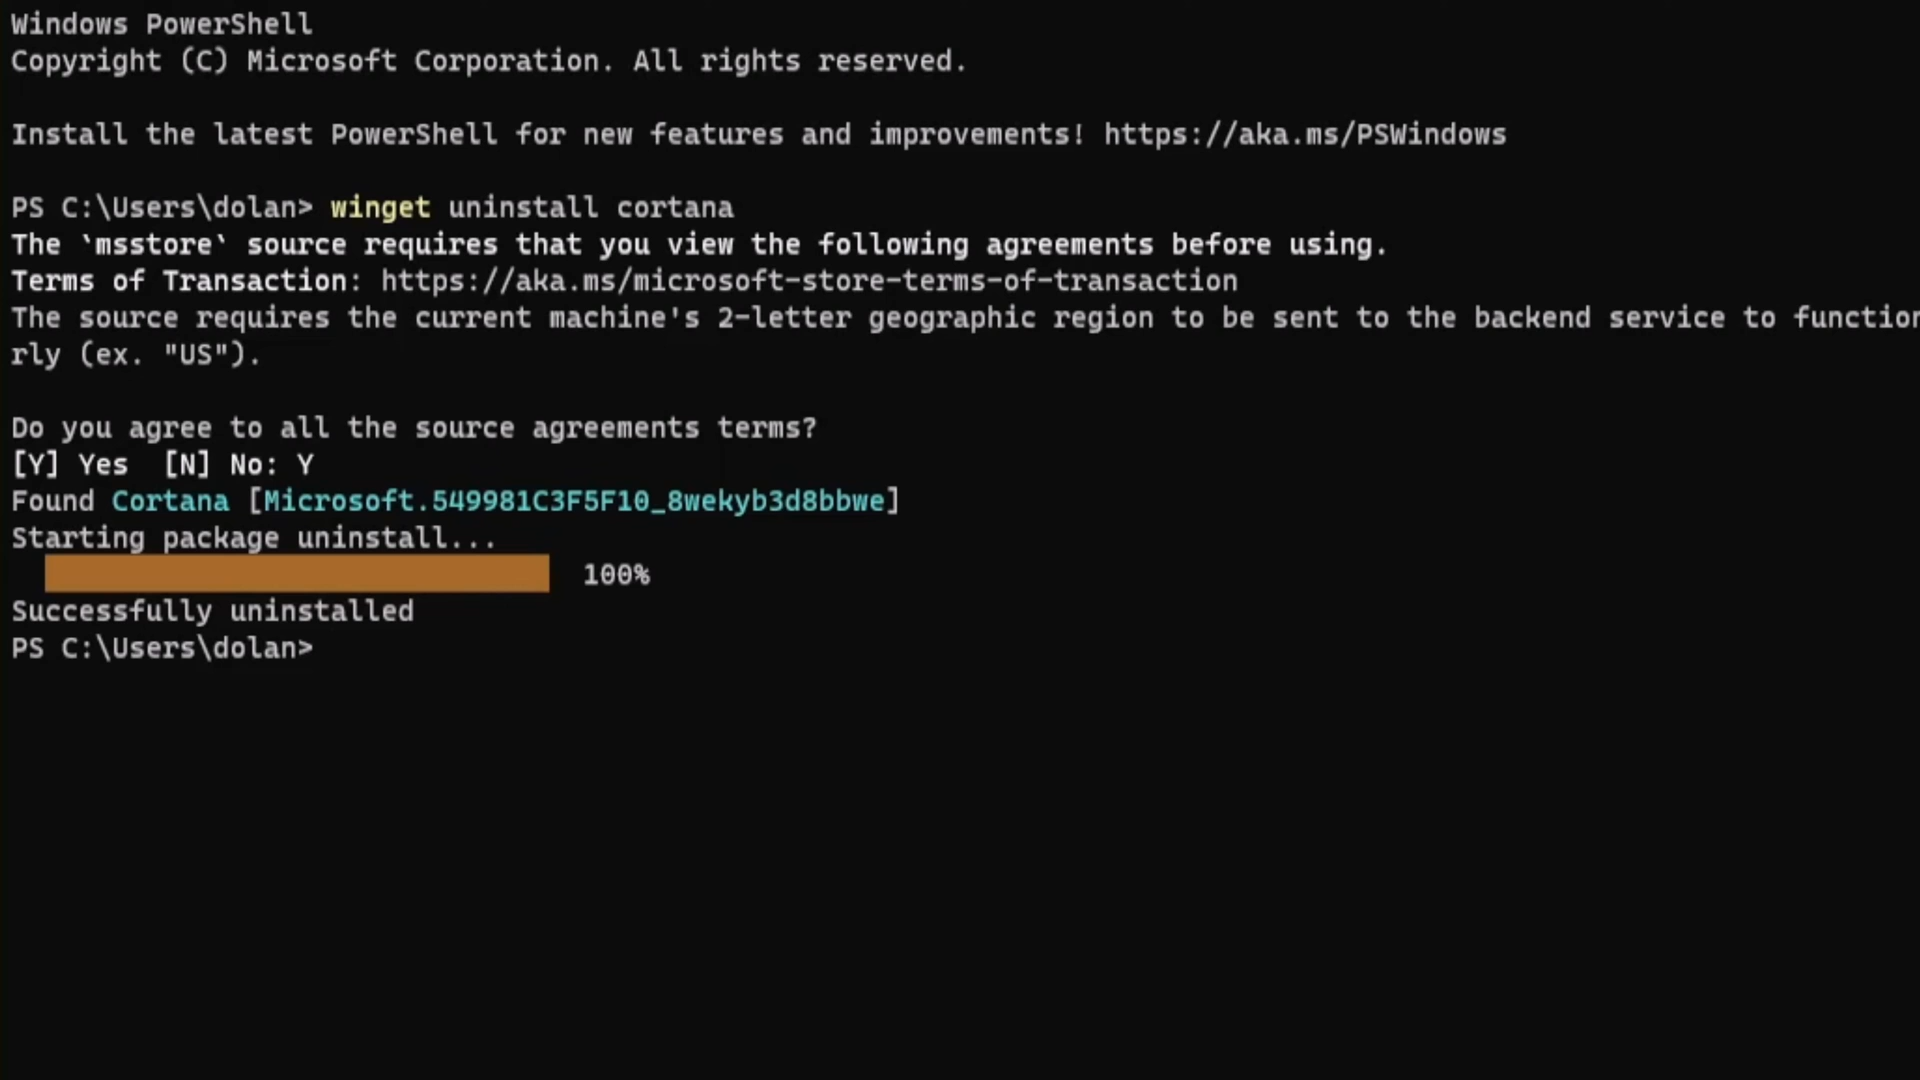 Windows PowerShell
Copyright (C) Microsoft Corporation. All rights reserved.
Install the latest PowerShell for new features and improvements! https://aka.ms/PSWindows
PS C:\Users\dolan> winget uninstall cortana
The `msstore` source requires that you view the following agreements before using.
Terms of Transaction: https://aka.ms/microsoft-store-terms-of-transaction
The source requires the current machine's 2-letter geographic region to be sent to the backend service to function
rly (ex. "US").
Do you agree to all the source agreements terms?
[Y] Yes  [N] No: Y
Found Cortana [Microsoft.549981C3F5F10_8wekyb3d8bbwe]
Starting package uninstall...
100%
Successfully uninstalled
PS C:\Users\dolan>